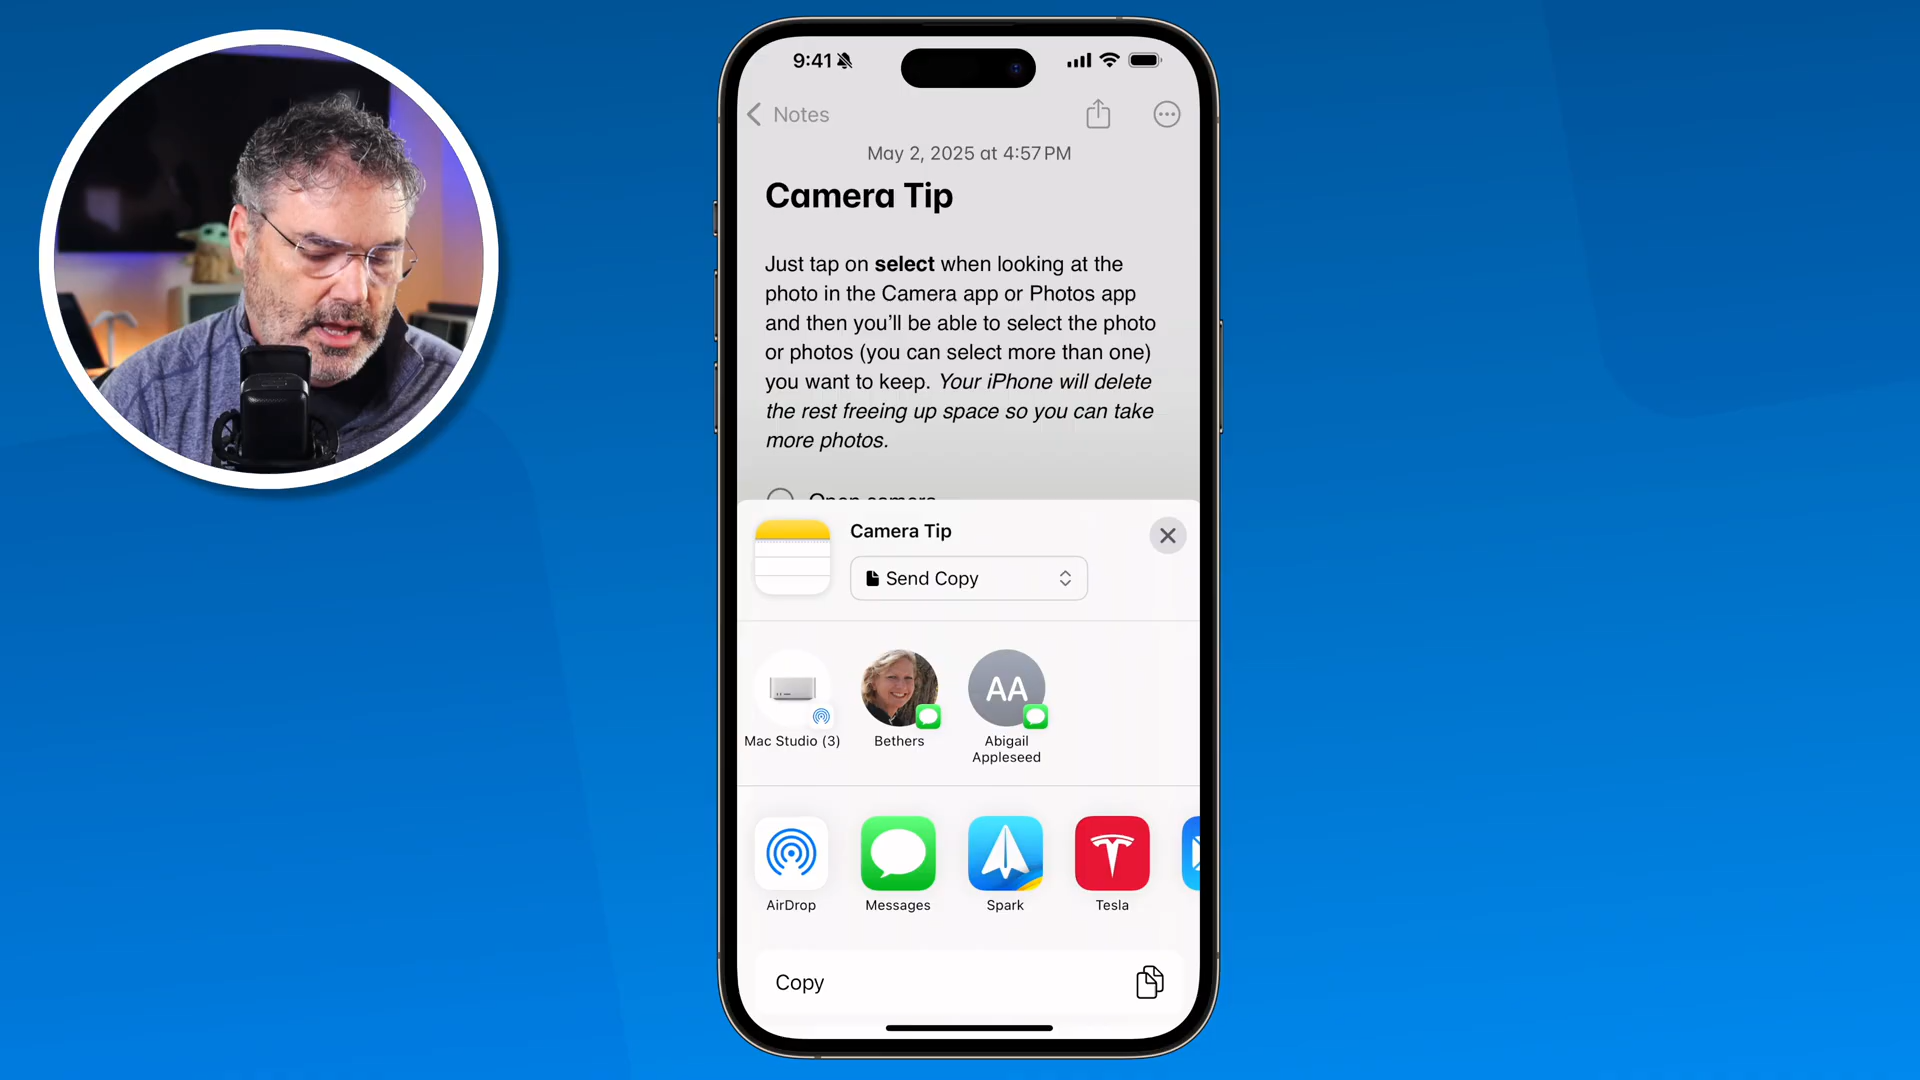 9:41
Notes
May 2, 2025 at 4:57 PM
Camera Tip
Just tap on select when looking at the
photo in the Camera app or Photos app
and then you'll be able to select the photo
or photos (you can select more than one)
you want to keep. Your iPhone will delete
the rest freeing up space so you can take
more photos.
Open camera
Camera Tip
Send Copy
AA
Mac Studio (3)
Bethers
Abigail
Appleseed
AirDrop
Messages
Spark
Tesla
Copy